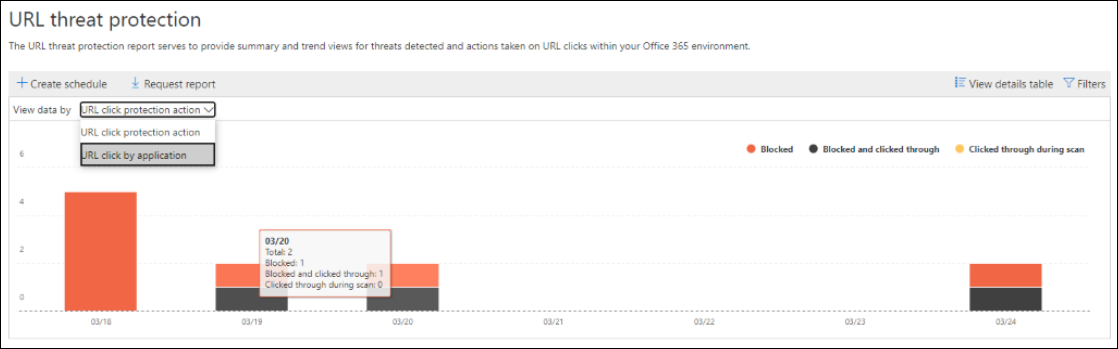 URL threat protection
The URL threat protection report serves to provide summary and trend views for threats detected and actions taken on URL clicks within your Office 365 environment.
Create schedule Request report View details table Filters
View data by URL click protection action
URL click protection action
URL click by application
Blocked Blocked and clicked through Clicked through during scan
6
4
2
0
03/20
Total: 2
Blocked: 1
Blocked and clicked through: 1
Clicked through during scan: 0
03/18 03/19 03/20 03/21 03/22 03/23 03/24